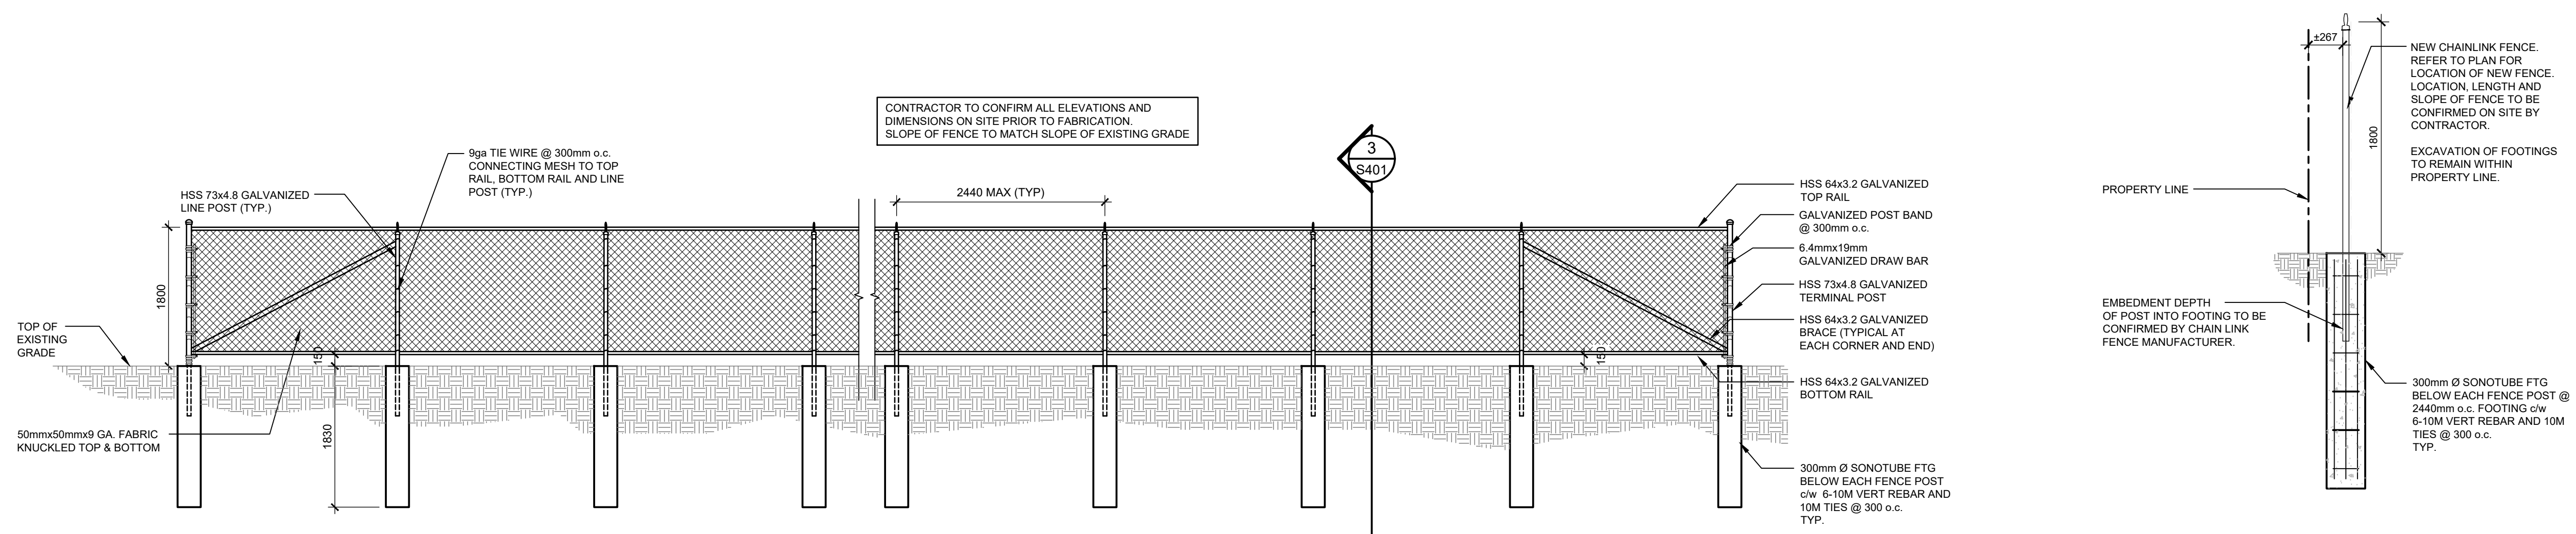 CONTRACTOR TO CONFIRM ALL ELEVATIONS AND
DIMENSIONS ON SITE PRIOR TO FABRICATION.
SLOPE OF FENCE TO MATCH SLOPE OF EXISTING GRADE
9ga TIE WIRE @ 300mm o.c.
CONNECTING MESH TO TOP
RAIL, BOTTOM RAIL AND LINE
POST (TYP.)
HSS 73x4.8 GALVANIZED
LINE POST (TYP.)
2440 MAX (TYP)
3
S401
1800
TOP OF
EXISTING
GRADE
150
1830
50mmx50mmx9 GA. FABRIC
KNUCKLED TOP & BOTTOM
150
HSS 64x3.2 GALVANIZED
TOP RAIL
GALVANIZED POST BAND
@ 300mm o.c.
6.4mmx19mm
GALVANIZED DRAW BAR
HSS 73x4.8 GALVANIZED
TERMINAL POST
HSS 64x3.2 GALVANIZED
BRACE (TYPICAL AT
EACH CORNER AND END)
HSS 64x3.2 GALVANIZED
BOTTOM RAIL
300mm Ø SONOTUBE FTG
BELOW EACH FENCE POST
c/w 6-10M VERT REBAR AND
10M TIES @ 300 o.c.
TYP.
±267
1800
PROPERTY LINE
EMBEDMENT DEPTH
OF POST INTO FOOTING TO BE
CONFIRMED BY CHAIN LINK
FENCE MANUFACTURER.
NEW CHAINLINK FENCE.
REFER TO PLAN FOR
LOCATION OF NEW FENCE.
LOCATION, LENGTH AND
SLOPE OF FENCE TO BE
CONFIRMED ON SITE BY
CONTRACTOR.
EXCAVATION OF FOOTINGS
TO REMAIN WITHIN
PROPERTY LINE.
300mm Ø SONOTUBE FTG
BELOW EACH FENCE POST @
2440mm o.c. FOOTING c/w
6-10M VERT REBAR AND 10M
TIES @ 300 o.c.
TYP.